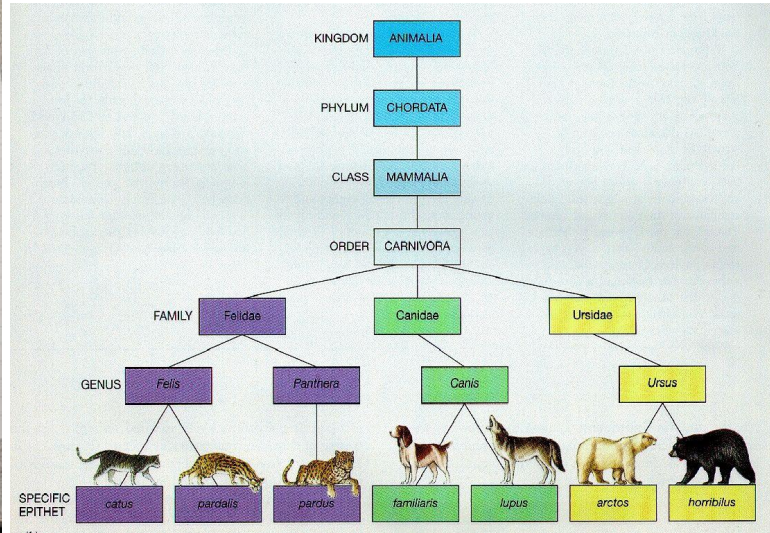 KINGDOM ANIMALIA
PHYLUM CHORDATA
CLASS MAMMALIA
ORDER CARNIVORA
FAMILY Felidae Canidae Ursidae
GENUS Felis Panthera Canis Ursus
SPECIFIC
EPITHET catus pardalis pardus familiaris lupus arctos horribilus